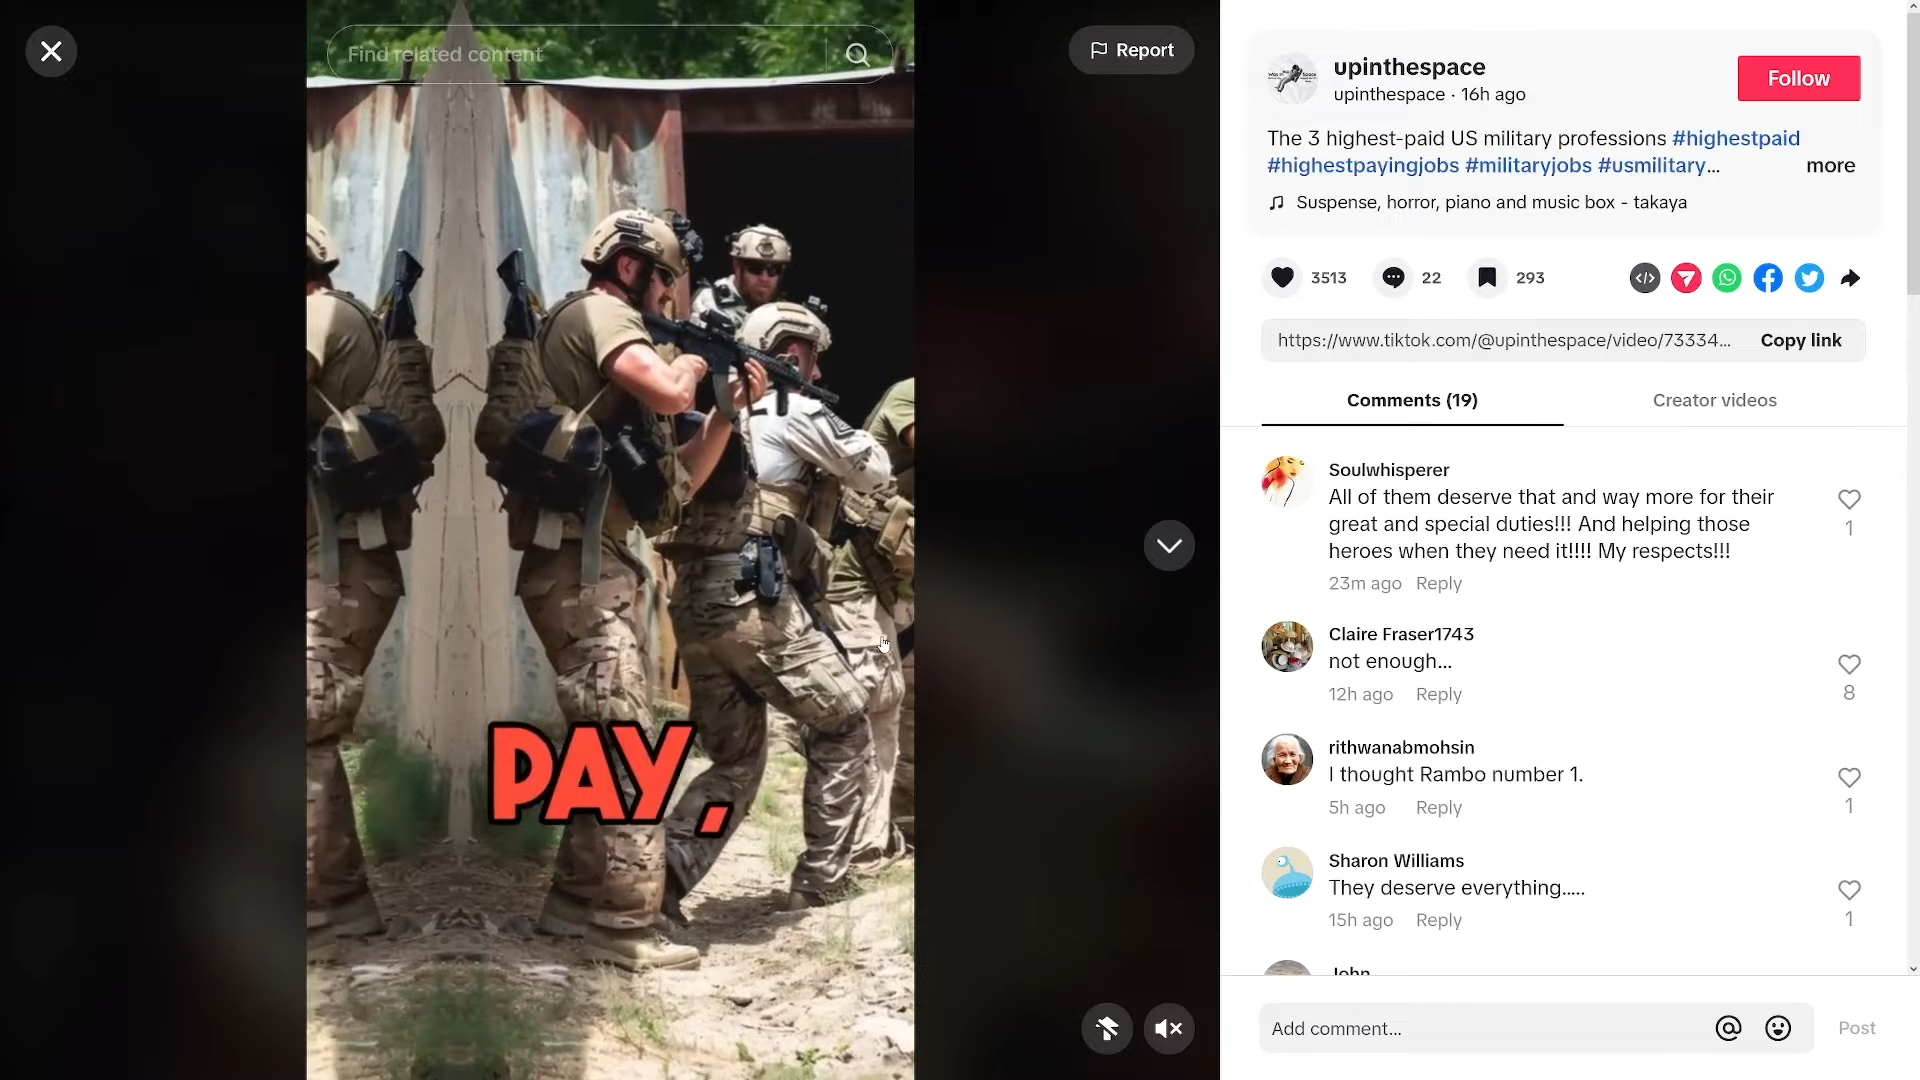 Find related content
Report
PAY,
upinthespace
upinthespace · 16h ago
Follow
The 3 highest-paid US military professions #highestpaid
#highestpayingjobs #militaryjobs #usmilitary...
more
Suspense, horror, piano and music box - takaya
3513
22
293
https://www.tiktok.com/@upinthespace/video/73334...
Copy link
Comments (19)
Creator videos
Soulwhisperer
All of them deserve that and way more for their
great and special duties!!! And helping those
heroes when they need it!!!! My respects!!!
1
23m ago Reply
Claire Fraser1743
not enough...
8
12h ago Reply
rithwanabmohsin
I thought Rambo number 1.
1
5h ago Reply
Sharon Williams
They deserve everything.....
1
15h ago Reply
John
Add comment...
Post